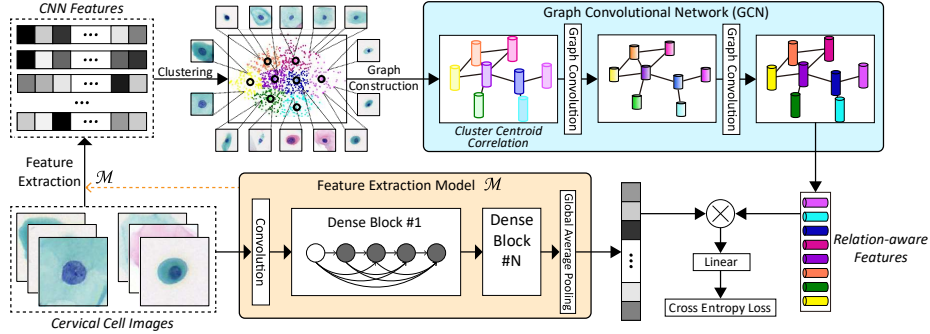 CNN Features
...
...
...
...
...
Clustering
Graph
Construction
Graph Convolutional Network (GCN)
Cluster Centroid
Correlation
Graph Convolution
Graph Convolution
Feature
Extraction
ℳ
Cervical Cell Images
Feature Extraction Model ℳ
Convolution
Dense Block #1
...
Dense
Block
#N
Global Average Pooling
...
Linear
Cross Entropy Loss
Relation-aware
Features